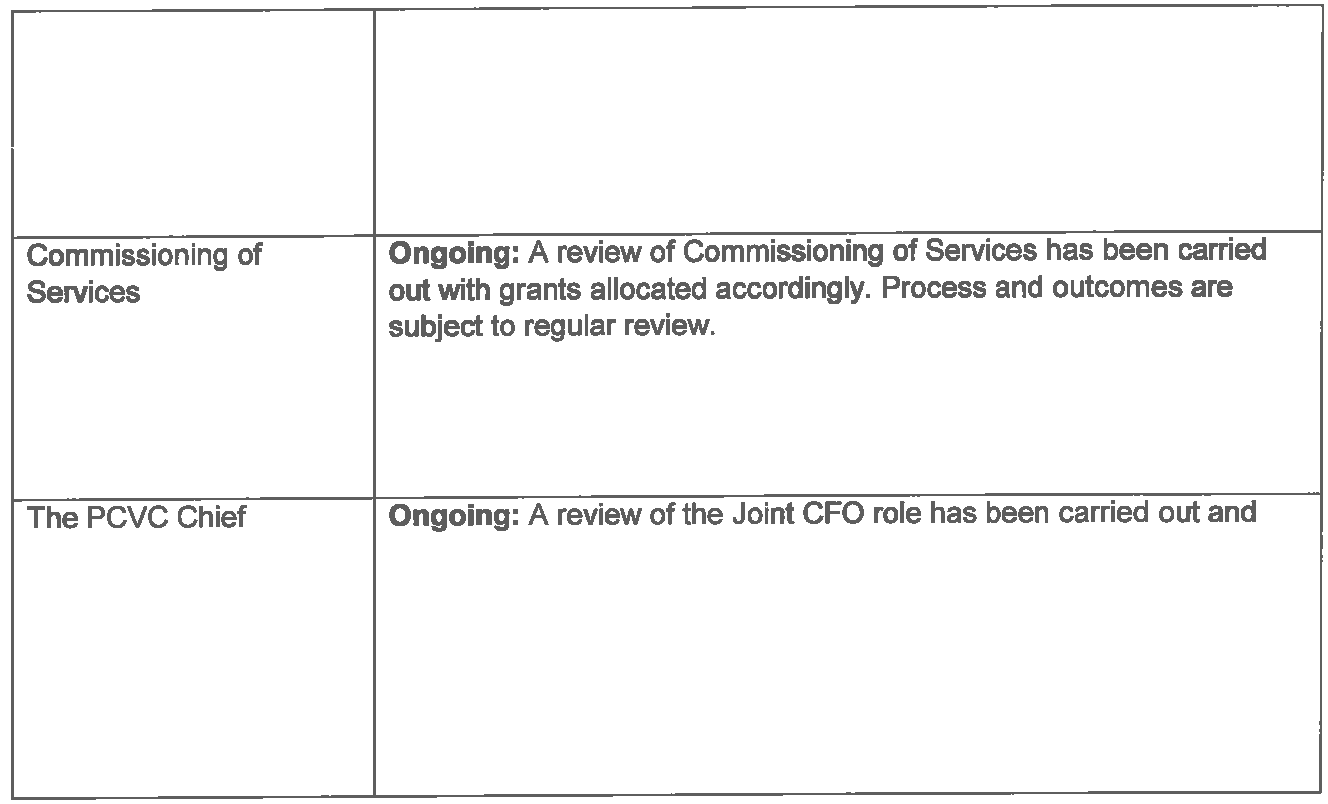 Commissioning of
Services
Ongoing: A review of Commissioning of Services has been carried
out with grants allocated accordingly. Process and outcomes are
subject to regular review.
The PCVC Chief
Ongoing: A review of the Joint CFO role has been carried out and